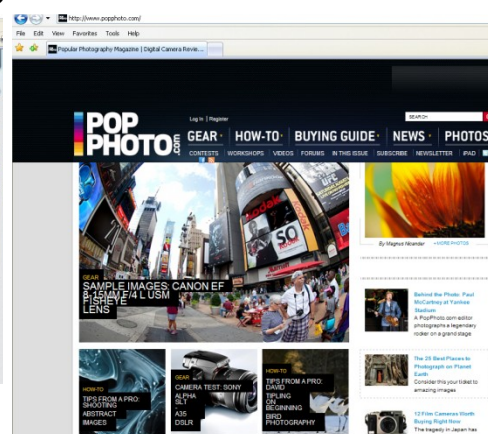 http://www.popphoto.com/
File Edit View Favorites Tools Help
Popular Photography Magazine | Digital Camera Revie...
Log In | Register
SEARCH
POP
PHOTO
.com
GEAR HOW-TO BUYING GUIDE NEWS PHOTOS
CONTESTS WORKSHOPS VIDEOS FORUMS IN THIS ISSUE SUBSCRIBE NEWSLETTER IPAD
Kodak
kodak
so
GEAR
SAMPLE IMAGES: CANON EF
8-15MM F/4 L USM
FISHEYE
LENS
By Magnus Nicander
+MORE PHOTOS
Behind the Photo: Paul
McCartney at Yankee
Stadium
A PopPhoto.com editor
photographs a legendary
rocker on a grand stage.
The 25 Best Places to
Photograph on Planet
Earth
Consider this your ticket to
amazing images
12 Film Cameras Worth
Buying Right Now
The tragedy in Japan has
HOW-TO
TIPS FROM A PRO:
SHOOTING
ABSTRACT
IMAGES
GEAR
CAMERA TEST: SONY
ALPHA
SLT
A35
DSLR
HOW-TO
TIPS FROM A PRO:
DAVID
TIPLING
ON
BEGINNING
BIRD
PHOTOGRAPHY